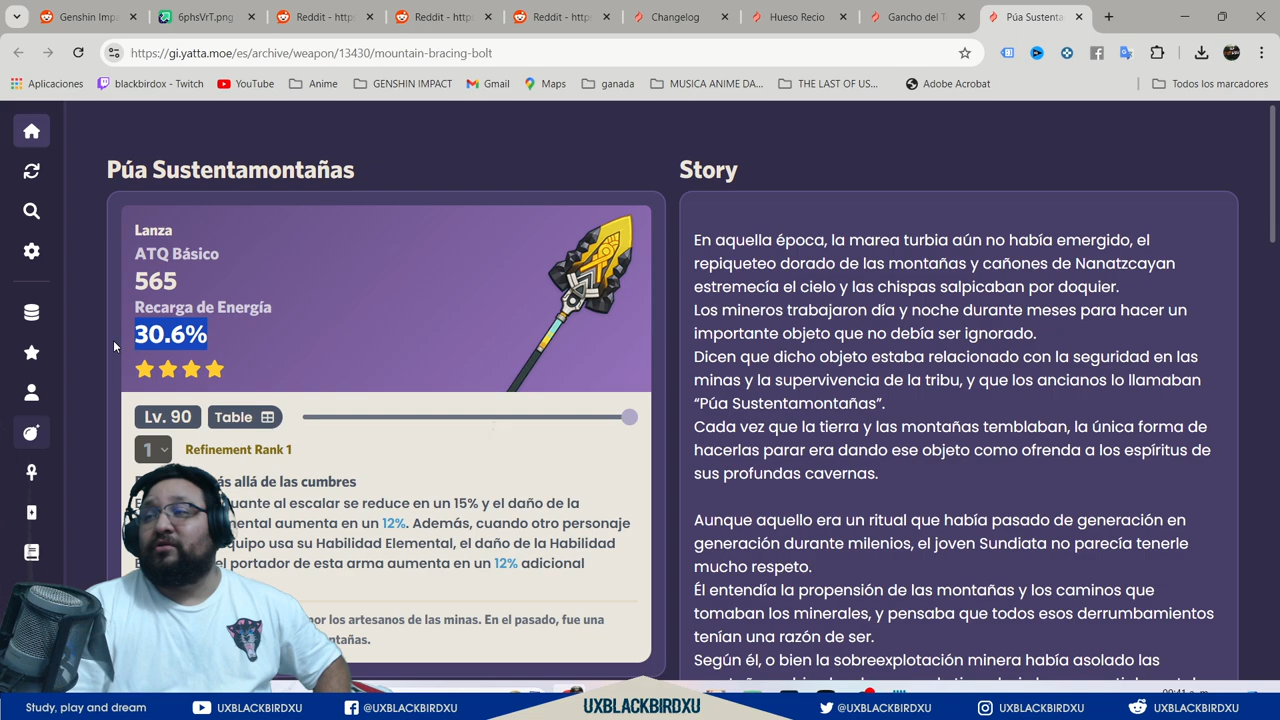 Genshin Imp
6phsVrT.png
Reddit - http
Reddit - http
Reddit - http
Changelog
Hueso Recio
Gancho del T
Púa Sustenta
https://gi.yatta.moe/es/archive/weapon/13430/mountain-bracing-bolt
Aplicaciones
blackbirdox - Twitch
YouTube
Anime
GENSHIN IMPACT
Gmail
Maps
ganada
MUSICA ANIME DA...
THE LAST OF US...
Adobe Acrobat
Todos los marcadores
Púa Sustentamontañas
Lanza
ATQ Básico
565
Recarga de Energía
30.6%
Lv. 90
Table
1
Refinement Rank 1
ás allá de las cumbres
uante al escalar se reduce en un 15% y el daño de la
mental aumenta en un 12%. Además, cuando otro personaje
quipo usa su Habilidad Elemental, el daño de la Habilidad
el portador de esta arma aumenta en un 12% adicional
por los artesanos de las minas. En el pasado, fue una
ntañas.
Story
En aquella época, la marea turbia aún no había emergido, el
repiqueteo dorado de las montañas y cañones de Nanatzcayan
estremecía el cielo y las chispas salpicaban por doquier.
Los mineros trabajaron día y noche durante meses para hacer un
importante objeto que no debía ser ignorado.
Dicen que dicho objeto estaba relacionado con la seguridad en las
minas y la supervivencia de la tribu, y que los ancianos lo llamaban
“Púa Sustentamontañas”.
Cada vez que la tierra y las montañas temblaban, la única forma de
hacerlas parar era dando ese objeto como ofrenda a los espíritus de
sus profundas cavernas.
Aunque aquello era un ritual que había pasado de generación en
generación durante milenios, el joven Sundiata no parecía tenerle
mucho respeto.
Él entendía la propensión de las montañas y los caminos que
tomaban los minerales, y pensaba que todos esos derrumbamientos
tenían una razón de ser.
Según él, o bien la sobreexplotación minera había asolado las
Study, play and dream
UXBLACKBIRDXU
@UXBLACKBIRDXU
UXBLACKBIRDXU
@UXBLACKBIRDXU
UXBLACKBIRDXU
UXBLACKBIRDXU